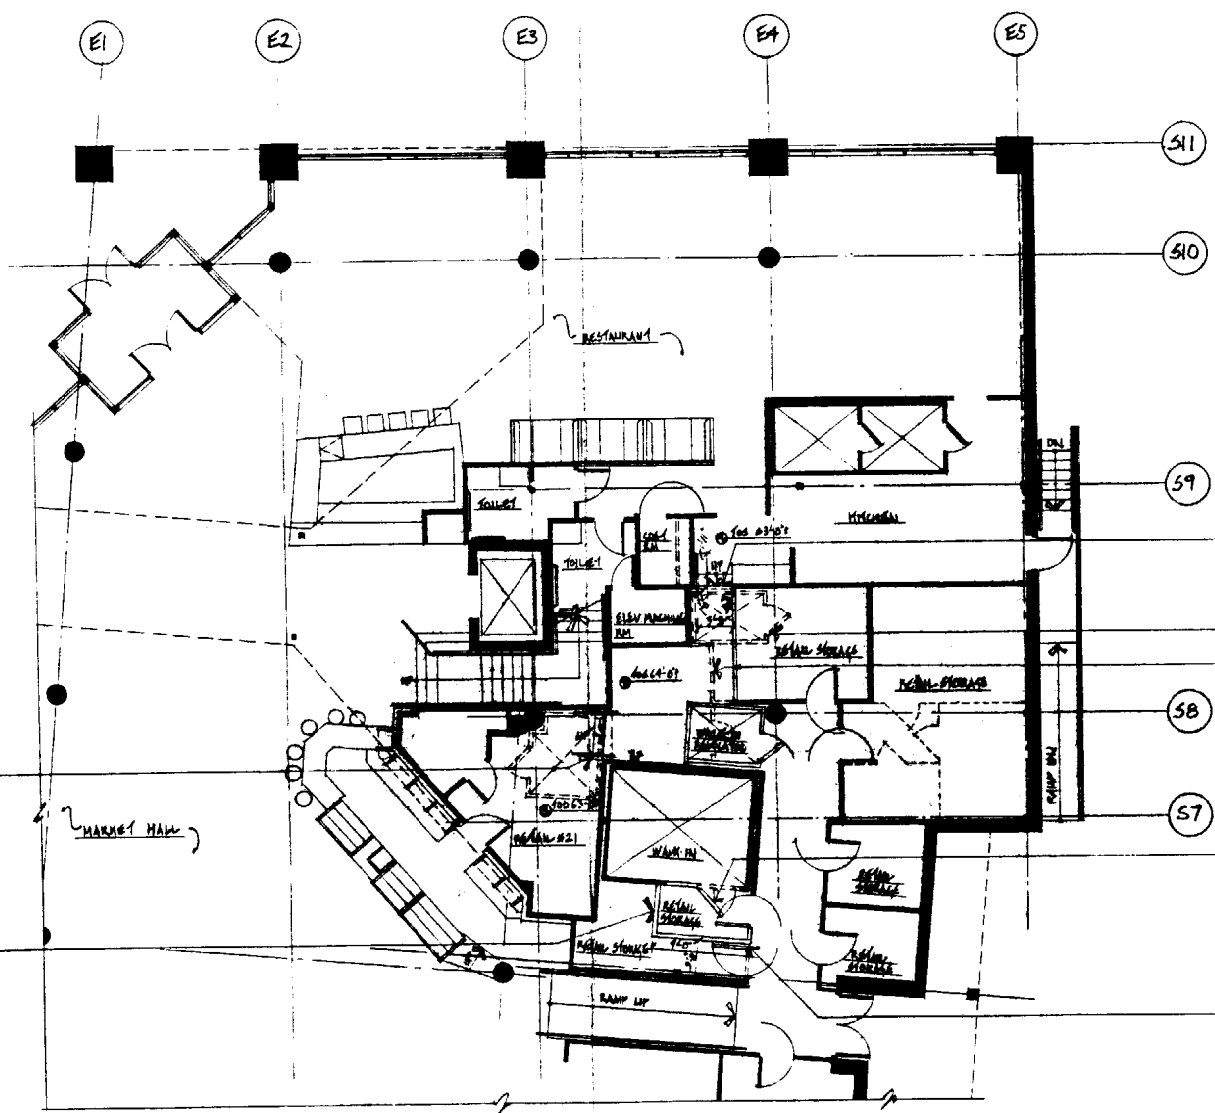 E1
E2
E3
E4
E5
S11
S10
RESTAURANT
DN
S9
TOILET
KITCHEN
TOILET
ELEV MACHINE
RM
RETAIL STORAGE
RETAIL STORAGE
S8
RAMP DN
S7
MARKET HALL
RETAIL #21
WALK-IN
RETAIL
STORAGE
RETAIL
STORAGE
RETAIL STORAGE
RETAIL
STORAGE
RAMP UP